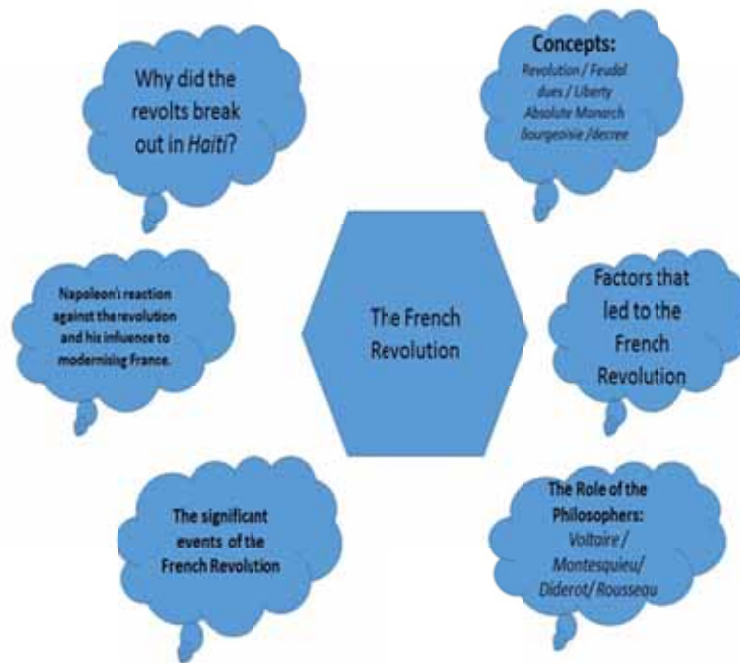 Why did the
revolts break
out in Haiti?
Concepts:
Revolution / Feudal
dues / Liberty
Absolute Monarch
Bourgeoisie /decree
Napoleon's reaction
against the revolution
and his influence to
modernising France.
The French
Revolution
Factors that
led to the
French
Revolution
The significant
events of the
French Revolution
The Role of the
Philosophers:
Voltaire /
Montesquieu/
Diderot/ Rousseau